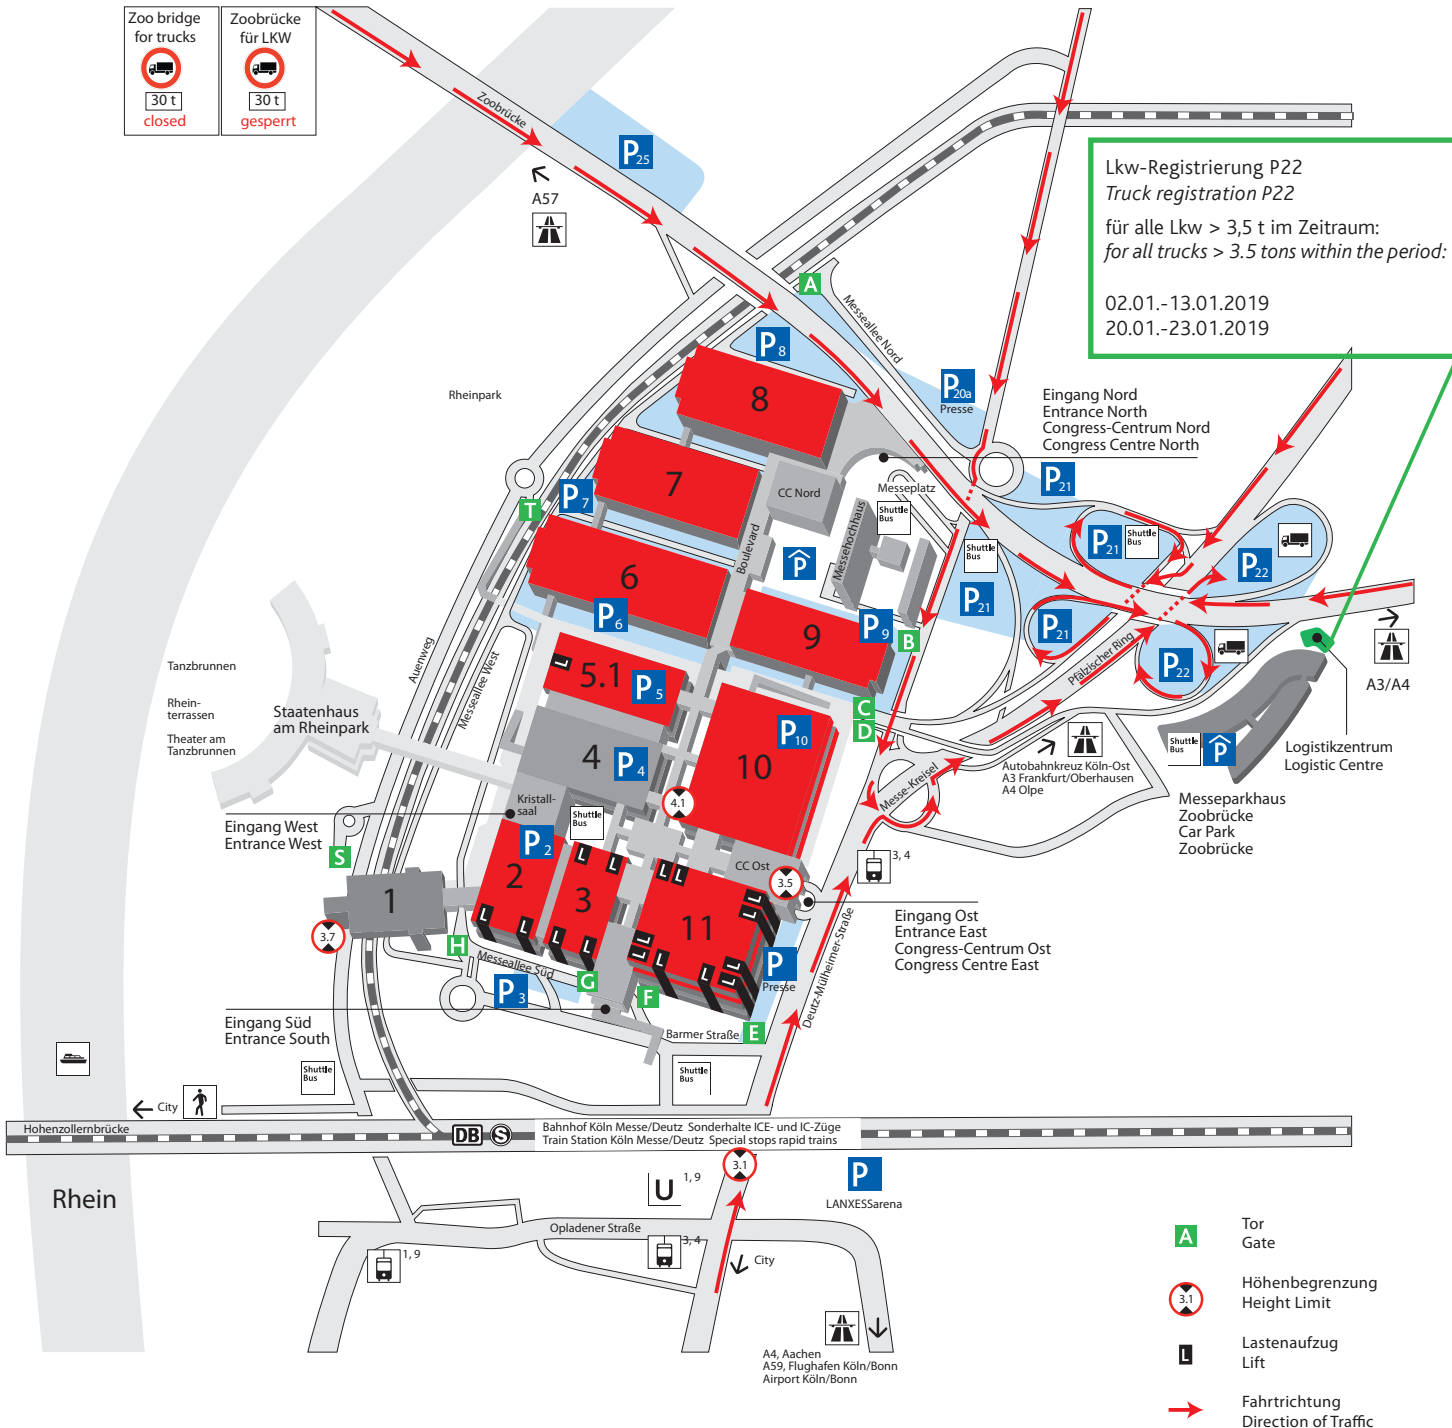 Zoo bridge
for trucks
30 t
closed
Zoobrücke
für LKW
30 t
gesperrt
Zoobrücke
P25
A57
Lkw-Registrierung P22
Truck registration P22
für alle Lkw > 3,5 t im Zeitraum:
for all trucks > 3.5 tons within the period:
02.01.-13.01.2019
20.01.-23.01.2019
A
Messeallee Nord
P8
8
P20a
Presse
Rheinpark
Eingang Nord
Entrance North
Congress-Centrum Nord
Congress Centre North
7
P7
T
CC Nord
Messeplatz
Shuttle
Bus
P21
Messehochhaus
Boulevard
P
6
P6
Shuttle
Bus
P21
P21
Shuttle
Bus
P22
P21
P22
9
P9
B
Pfälzischer Ring
A3/A4
Auenweg
Messeallee West
Tanzbrunnen
Rhein-
terrassen
Theater am
Tanzbrunnen
Staatenhaus
am Rheinpark
L
5.1
P5
C
D
4
P4
10
P10
Messe-Kreisel
Autobahnkreuz Köln-Ost
A3 Frankfurt/Oberhausen
A4 Olpe
Shuttle
Bus
P
Logistikzentrum
Logistic Centre
Messeparkhaus
Zoobrücke
Car Park
Zoobrücke
Kristall-
saal
4.1
Shuttle
Bus
Eingang West
Entrance West
S
P2
2
3
L
L
L
L
L
L
L
L
CC Ost
3.5
3, 4
1
3.7
H
11
L
L
L
L
L
L
L
L
L
Messeallee Süd
G
F
E
P3
P
Presse
Deutz-Mülheimer-Straße
Eingang Ost
Entrance East
Congress-Centrum Ost
Congress Centre East
Eingang Süd
Entrance South
Barmer Straße
Shuttle
Bus
Shuttle
Bus
City
Hohenzollernbrücke
DB
S
Bahnhof Köln Messe/Deutz Sonderhalte ICE- und IC-Züge
Train Station Köln Messe/Deutz Special stops rapid trains
3.1
Rhein
U
1, 9
P
LANXESSarena
Opladener Straße
1, 9
3, 4
City
A4, Aachen
A59, Flughafen Köln/Bonn
Airport Köln/Bonn
A
Tor
Gate
3.1
Höhenbegrenzung
Height Limit
L
Lastenaufzug
Lift
Fahrtrichtung
Direction of Traffic